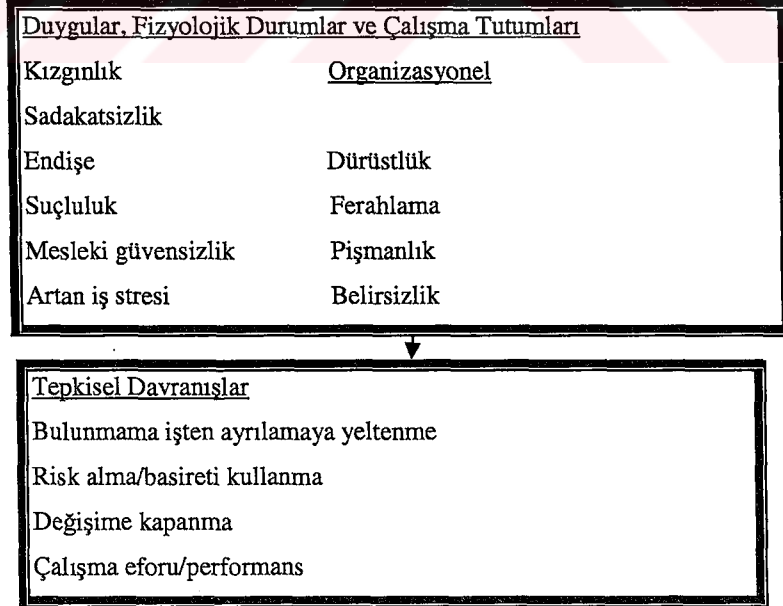 Duygular, Fizyolojik Durumlar ve Çalışma Tutumları
Kızgınlık Organizasyonel
Sadakatsizlik
Endişe Dürüstlük
Suçluluk Ferahlama
Mesleki güvensizlik Pişmanlık
Artan iş stresi Belirsizlik
Tepkisel Davranışlar
Bulunmama işten ayrılamaya yeltenme
Risk alma/basireti kullanma
Değişime kapanma
Çalışma eforu/performans